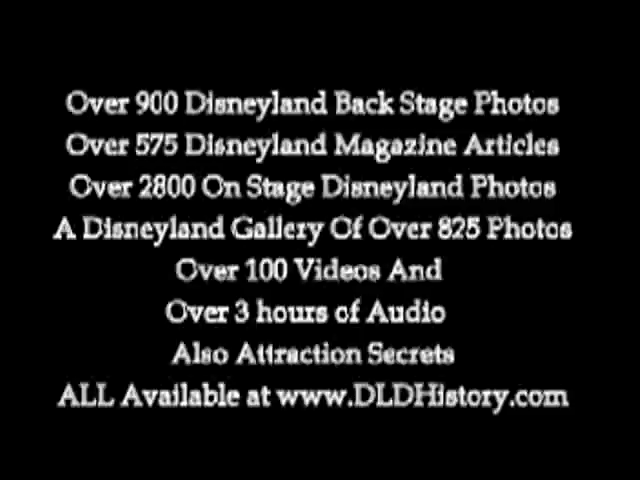 Over 900 Disneyland Back Stage Photos
Over 575 Disneyland Magazine Articles
Over 2800 On Stage Disneyland Photos
A Disneyland Gallery Of Over 825 Photos
Over 100 Videos And
Over 3 hours of Audio
Also Attraction Secrets
ALL Available at www.DLDHistory.com